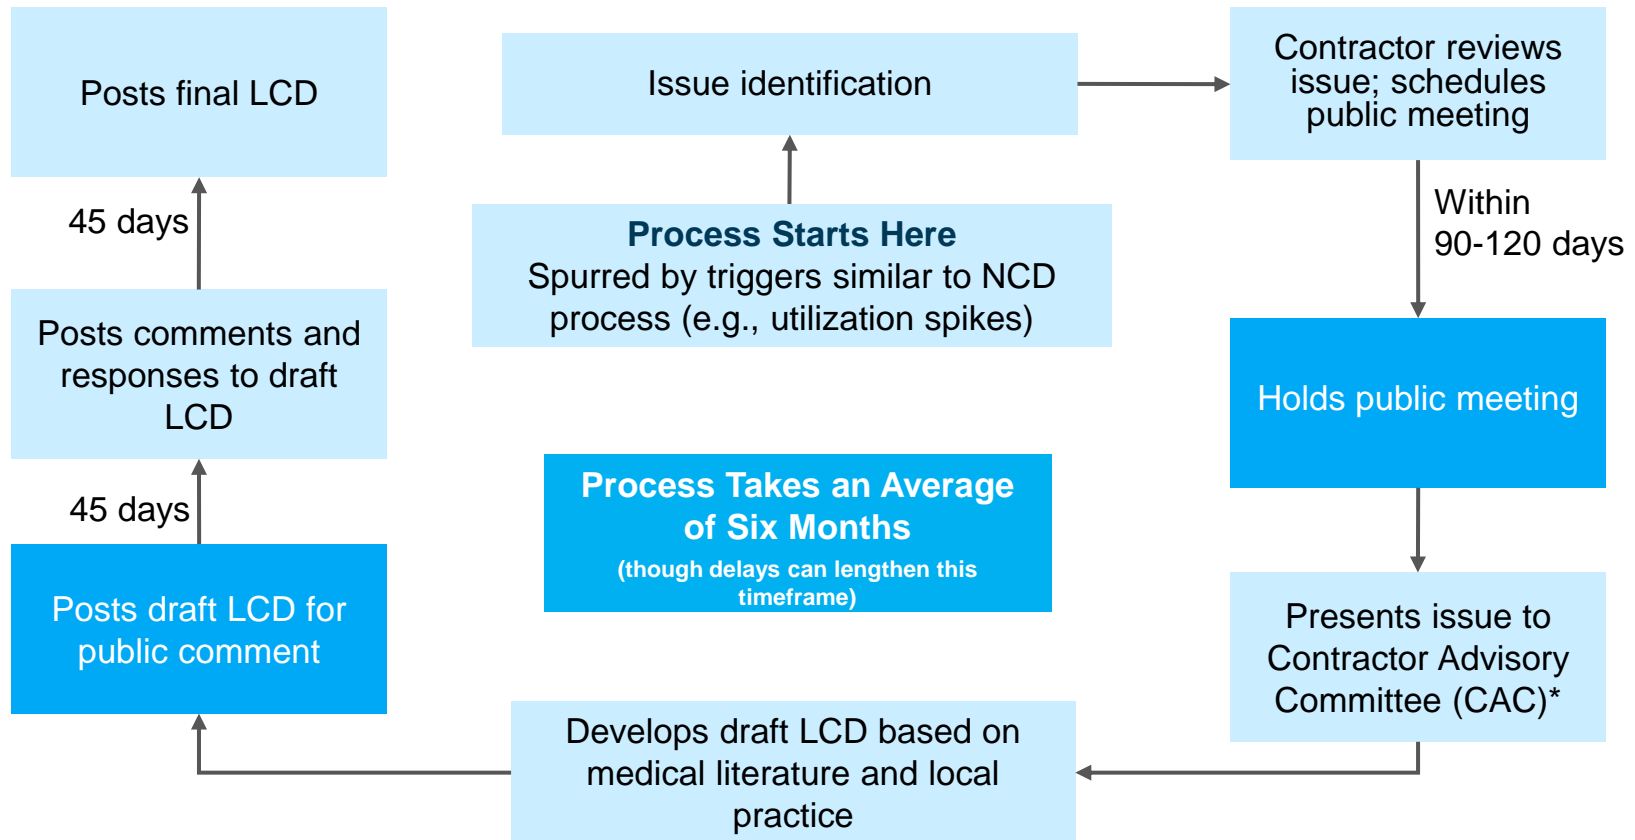 Process Starts Here
Spurred by triggers similar to NCD
process (e.g., utilization spikes)
Issue identification
Contractor reviews
issue; schedules
public meeting
Within
90-120 days
Holds public meeting
Presents issue to
Contractor Advisory
Committee (CAC)*
Develops draft LCD based on
medical literature and local
practice
Posts draft LCD for
public comment
45 days
Posts comments and
responses to draft
LCD
45 days
Posts final LCD
Process Takes an Average
of Six Months
(though delays can lengthen this
timeframe)